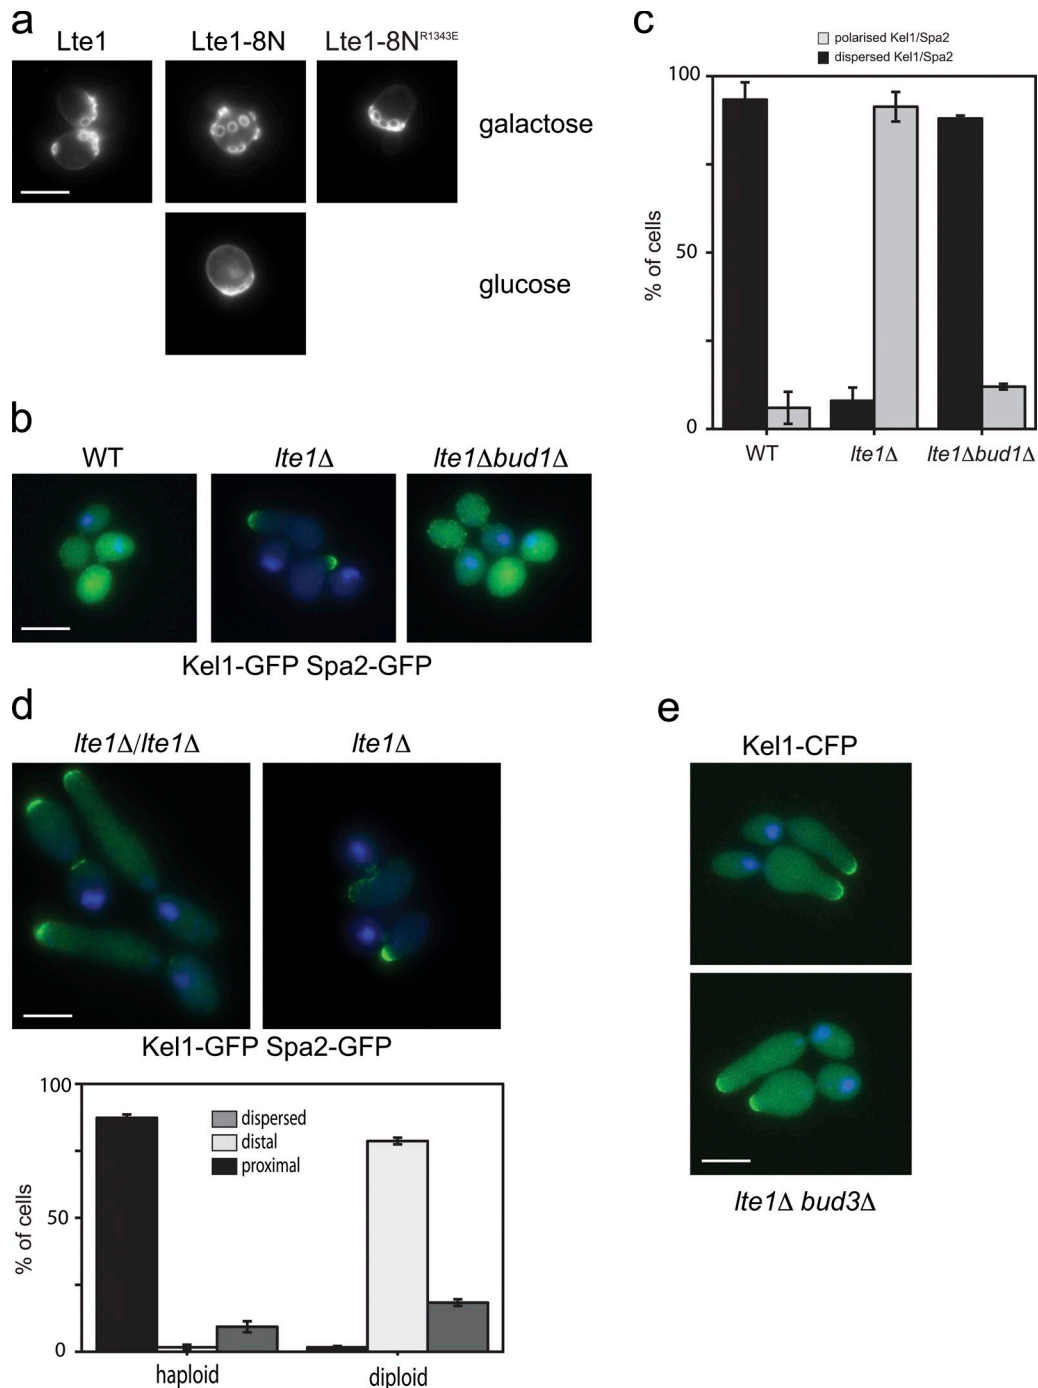 a
Lte1
Lte1-8N
Lte1-8N^R1343E
galactose
glucose
b
WT
lte1Δ
lte1Δbud1Δ
Kel1-GFP Spa2-GFP
c
polarised Kel1/Spa2
dispersed Kel1/Spa2
100
50
0
% of cells
WT
lte1Δ
lte1Δbud1Δ
d
lte1Δ/lte1Δ
lte1Δ
Kel1-GFP Spa2-GFP
100
50
0
% of cells
dispersed
distal
proximal
haploid
diploid
e
Kel1-CFP
lte1Δ bud3Δ